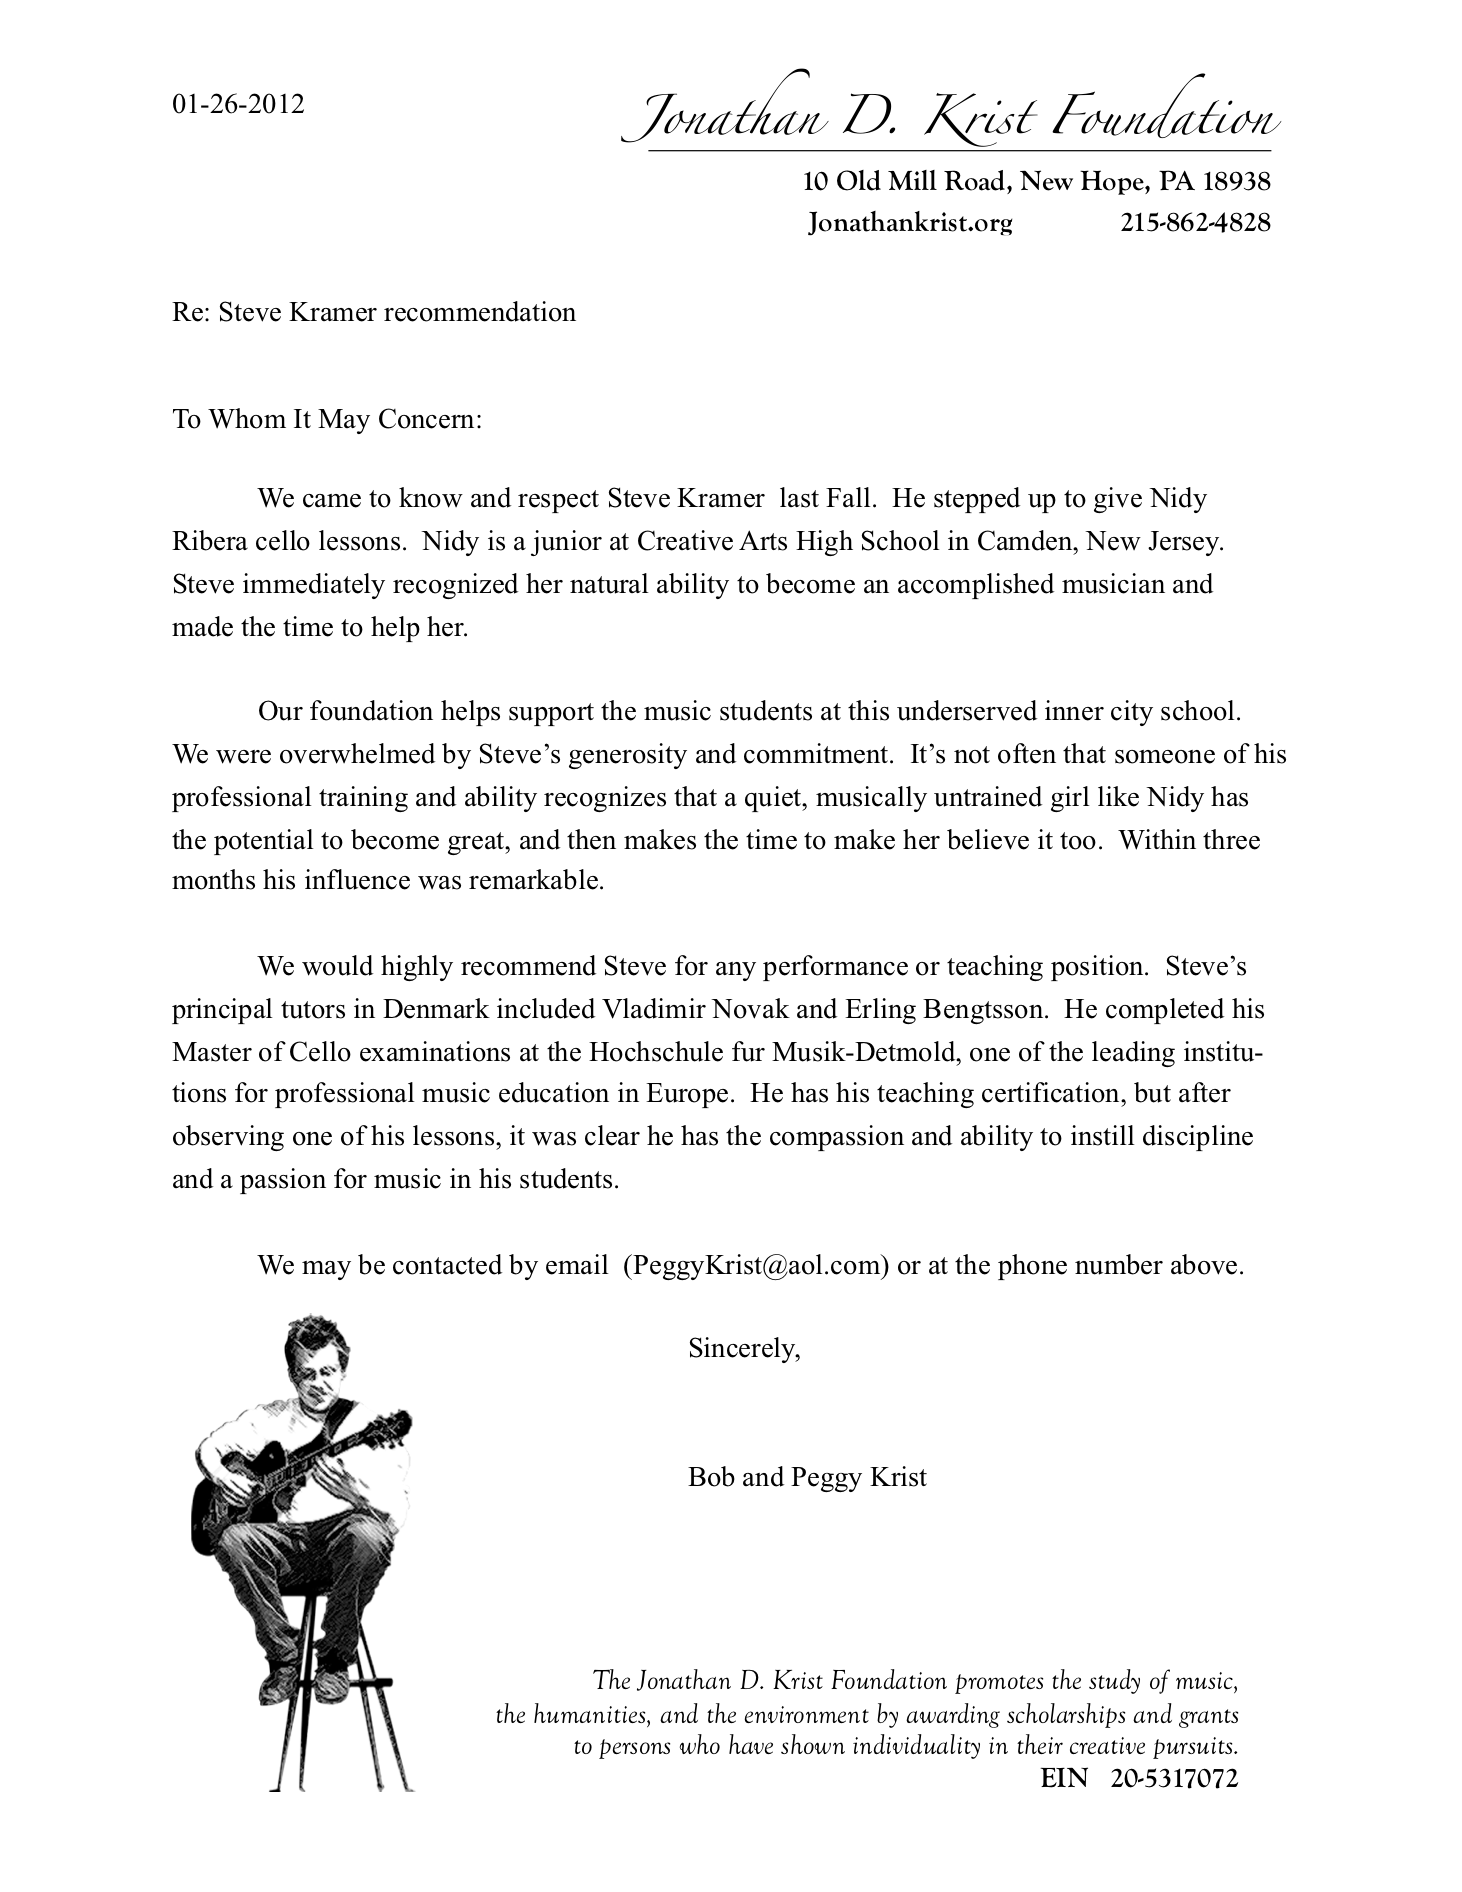 01-26-2012
Jonathan D. Krist Foundation
10 Old Mill Road, New Hope, PA 18938
Jonathankrist.org 215-862-4828
Re: Steve Kramer recommendation
To Whom It May Concern:
We came to know and respect Steve Kramer  last Fall.  He stepped up to give Nidy
Ribera cello lessons.  Nidy is a junior at Creative Arts High School in Camden, New Jersey.
Steve immediately recognized her natural ability to become an accomplished musician and
made the time to help her.
Our foundation helps support the music students at this underserved inner city school.
We were overwhelmed by Steve’s generosity and commitment.  It’s not often that someone of his
professional training and ability recognizes that a quiet, musically untrained girl like Nidy has
the potential to become great, and then makes the time to make her believe it too.  Within three
months his influence was remarkable.
We would highly recommend Steve for any performance or teaching position.  Steve’s
principal tutors in Denmark included Vladimir Novak and Erling Bengtsson.  He completed his
Master of Cello examinations at the Hochschule fur Musik-Detmold, one of the leading institu-
tions for professional music education in Europe.  He has his teaching certification, but after
observing one of his lessons, it was clear he has the compassion and ability to instill discipline
and a passion for music in his students.
We may be contacted by email  (PeggyKrist@aol.com) or at the phone number above.
Sincerely,
Bob and Peggy Krist
The Jonathan D. Krist Foundation promotes the study of music,
the humanities, and the environment by awarding scholarships and grants
to persons who have shown individuality in their creative pursuits.
EIN 20-5317072